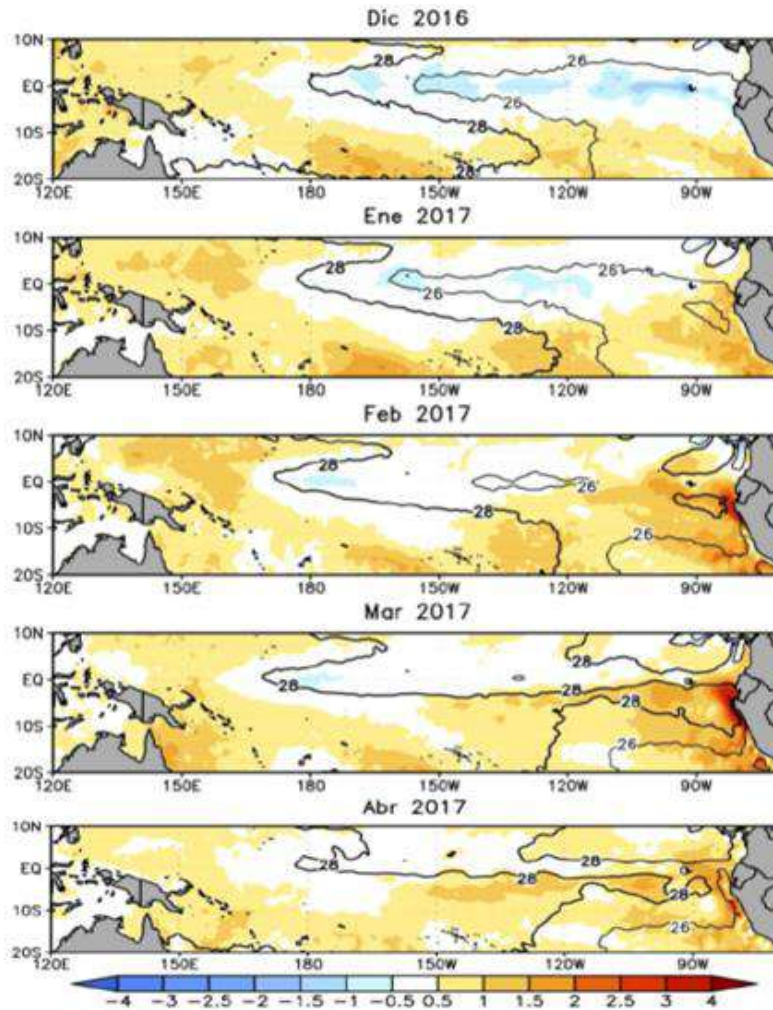 Dic 2016
10N
EQ
10S
20S
28
26
26
28
28
120E 150E 180 150W 120W 90W
Ene 2017
10N
EQ
10S
20S
28
26
26
28
120E 150E 180 150W 120W 90W
Feb 2017
10N
EQ
10S
20S
28
26
28
26
120E 150E 180 150W 120W 90W
Mar 2017
10N
EQ
10S
20S
28
28
28
28
26
120E 150E 180 150W 120W 90W
Abr 2017
10N
EQ
10S
20S
28
28
28
28
26
120E 150E 180 150W 120W 90W
-4 -3 -2.5 -2 -1.5 -1 -0.5 0.5 1 1.5 2 2.5 3 4